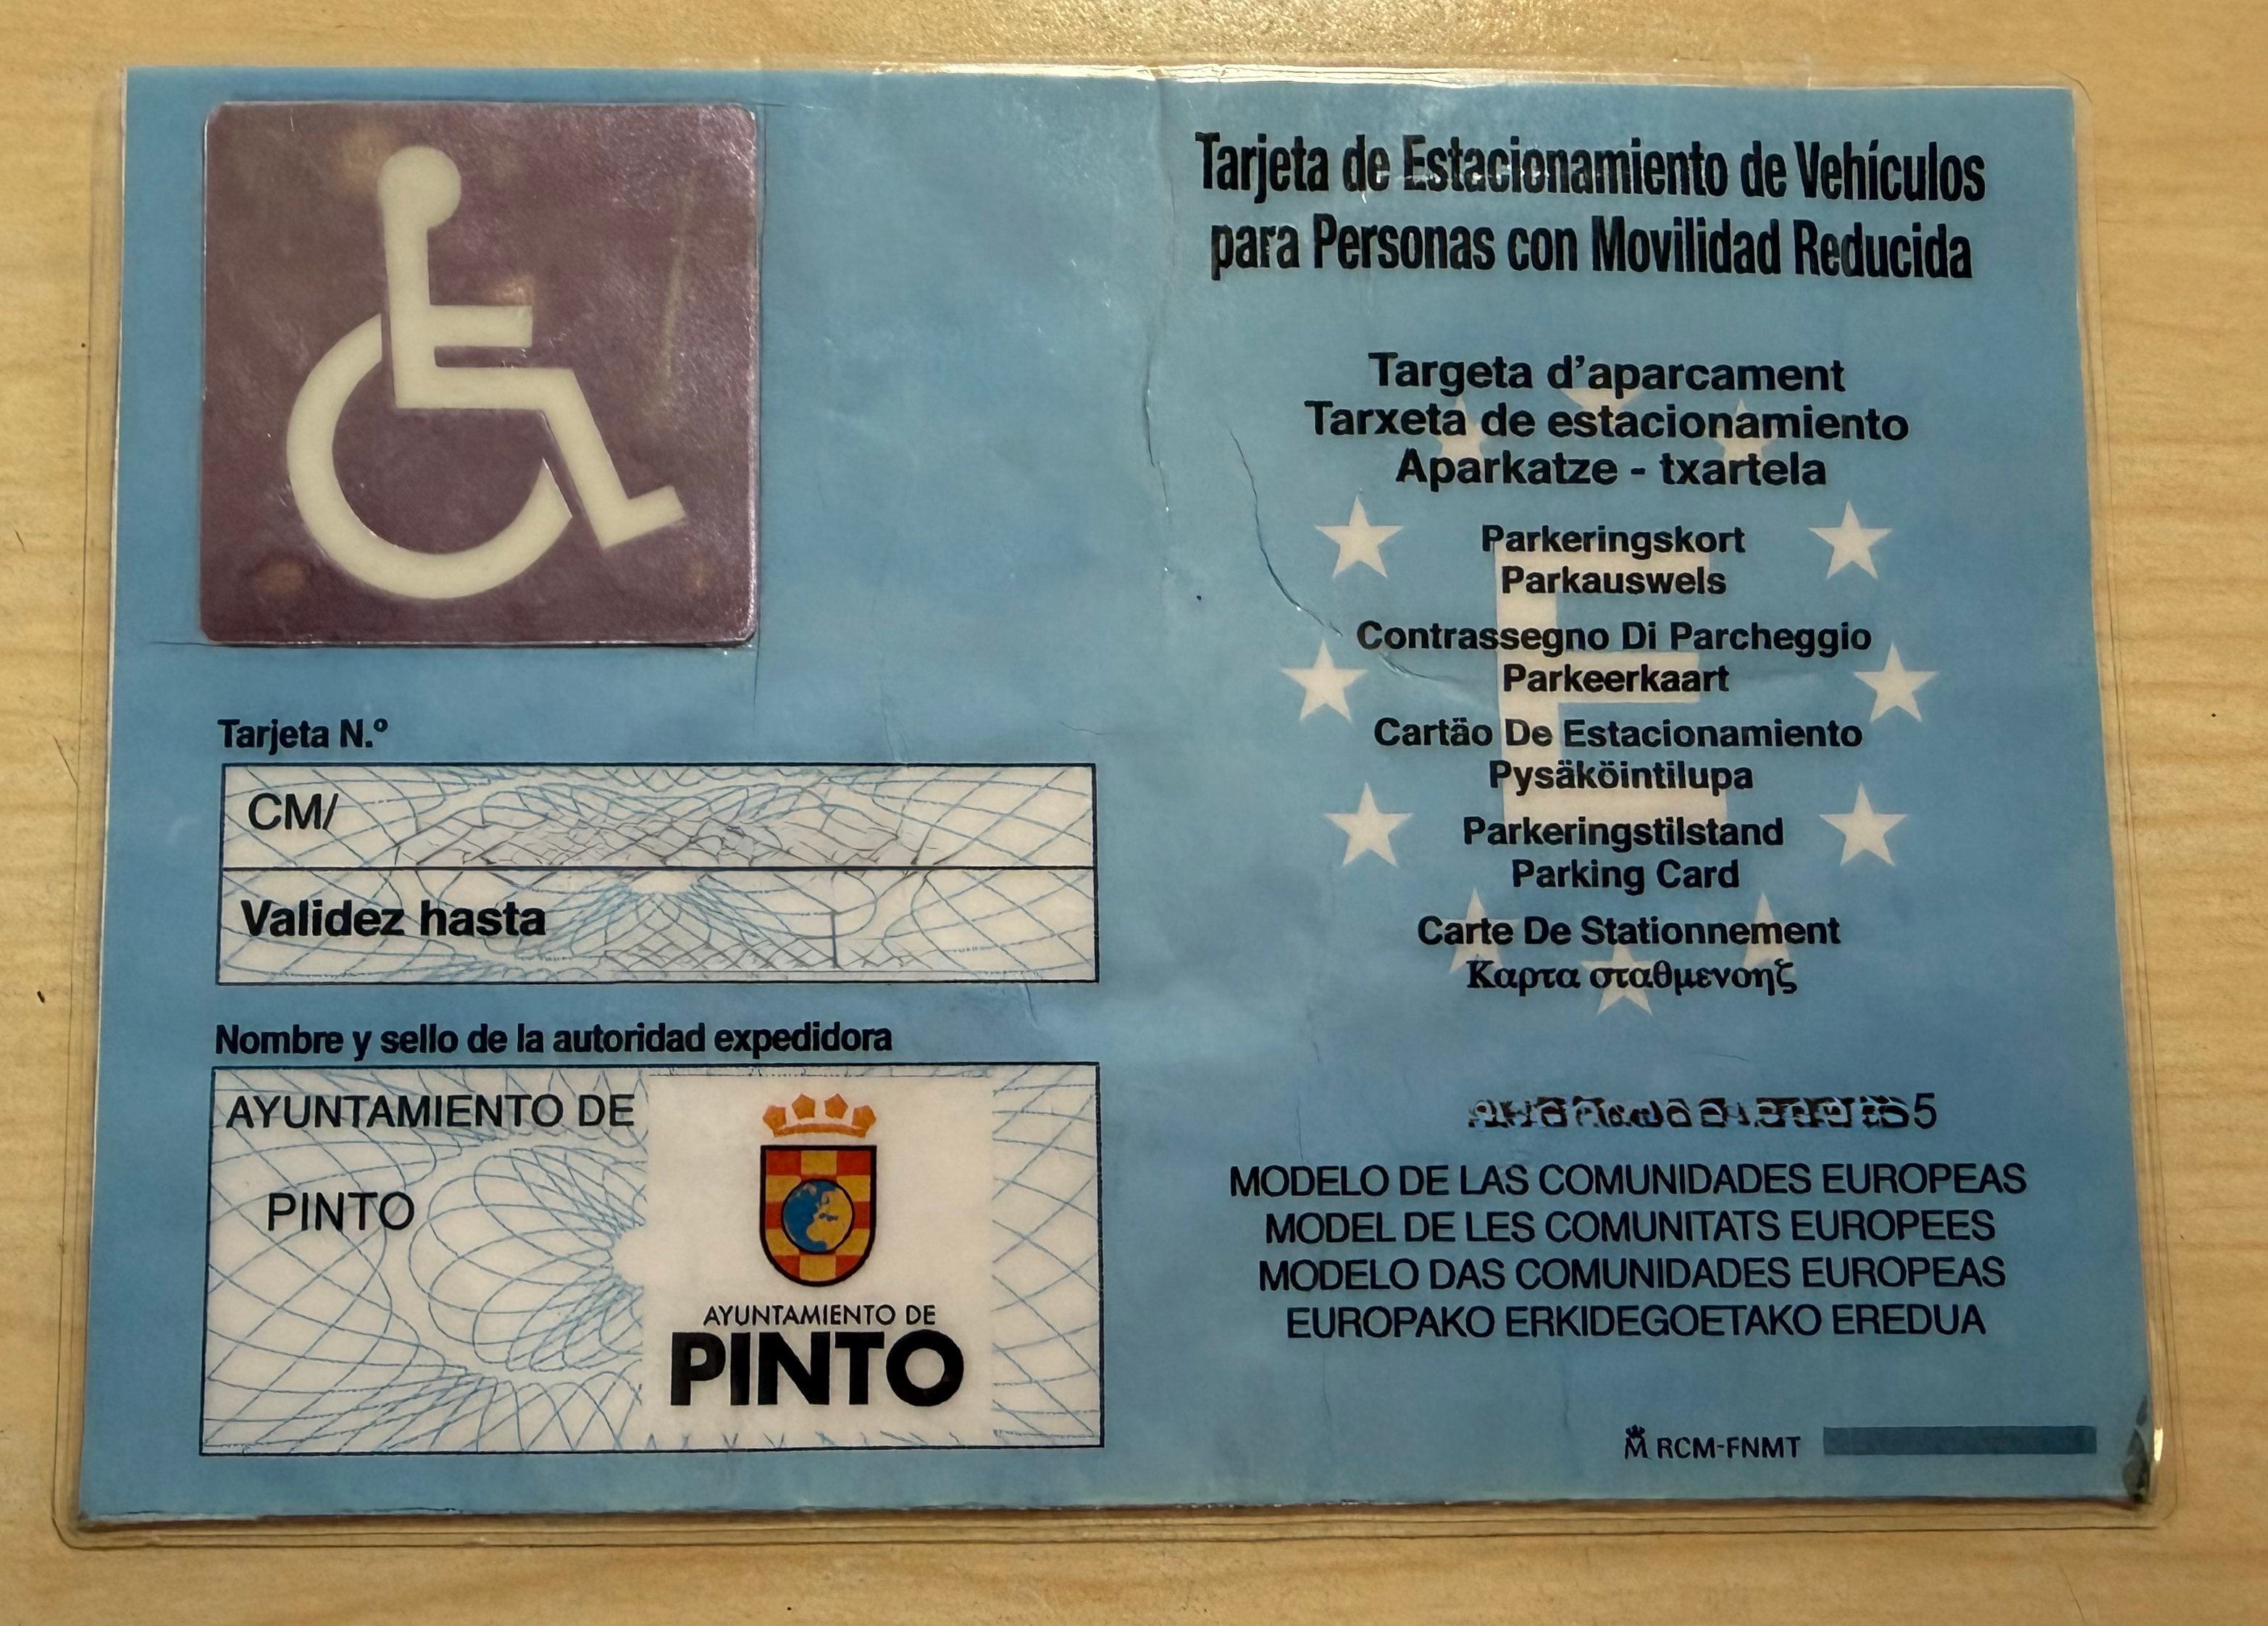 Tarjeta N.º
CM/
Validez hasta
Nombre y sello de la autoridad expedidora
AYUNTAMIENTO DE
PINTO
AYUNTAMIENTO DE
PINTO
Tarjeta de Estacionamiento de Vehículos
para Personas con Movilidad Reducida
Targeta d'aparcament
Tarxeta de estacionamiento
Aparkatze - txartela
Parkeringskort
Parkauswels
Contrassegno Di Parcheggio
Parkeerkaart
Cartäo De Estacionamiento
Pysäköintilupa
Parkeringstilstand
Parking Card
Carte De Stationnement
Καρτα σταθμενοηζ
MODELO DE LAS COMUNIDADES EUROPEAS
MODEL DE LES COMUNITATS EUROPEES
MODELO DAS COMUNIDADES EUROPEAS
EUROPAKO ERKIDEGOETAKO EREDUA
RCM-FNMT